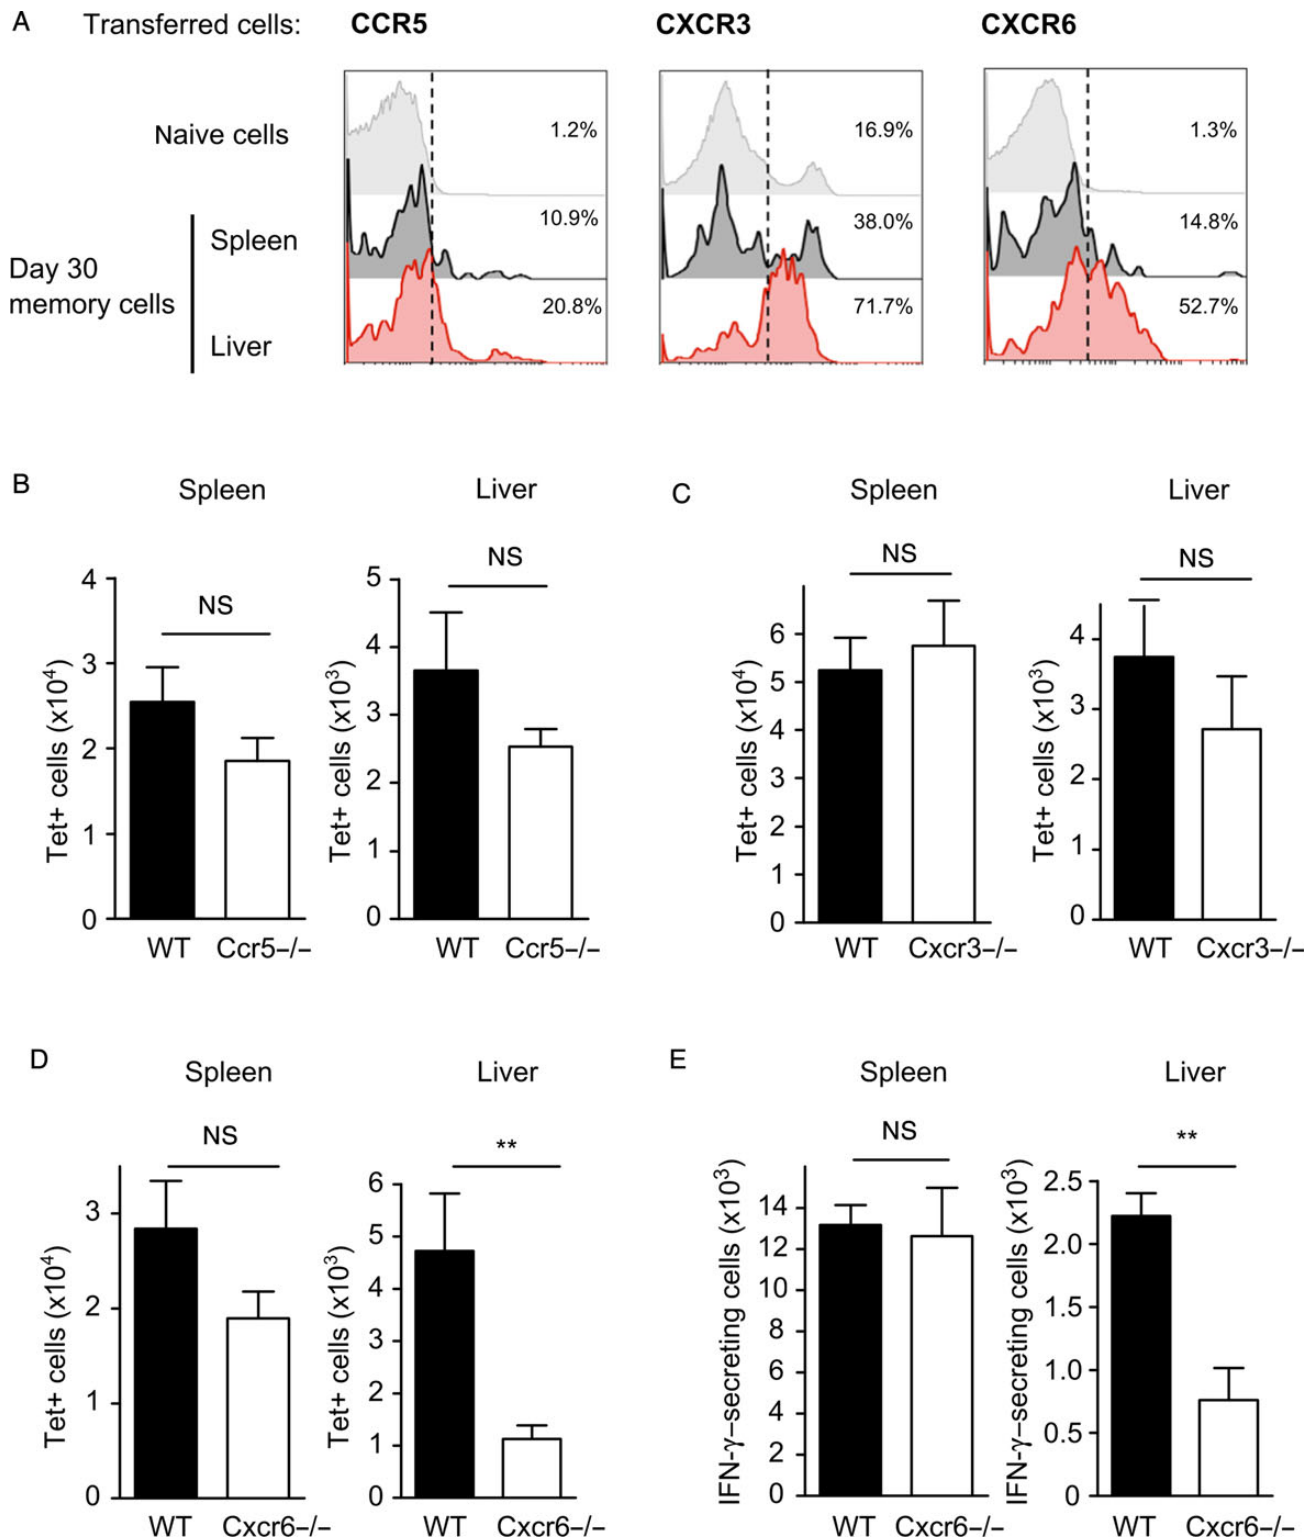 A Transferred cells: CCR5 CXCR3 CXCR6
Naive cells 1.2% 16.9% 1.3%
Spleen 10.9% 38.0% 14.8%
Day 30
memory cells
Liver 20.8% 71.7% 52.7%
B Spleen Liver
NS NS
Tet+ cells (x10⁴)
4
3
2
1
0
WT Ccr5–/–
Tet+ cells (x10³)
5
4
3
2
1
0
WT Ccr5–/–
C Spleen Liver
NS NS
Tet+ cells (x10⁴)
6
5
4
3
2
1
0
WT Cxcr3–/–
Tet+ cells (x10³)
4
3
2
1
0
WT Cxcr3–/–
D Spleen Liver
NS **
Tet+ cells (x10⁴)
3
2
1
0
WT Cxcr6–/–
Tet+ cells (x10³)
6
5
4
3
2
1
0
WT Cxcr6–/–
E Spleen Liver
NS **
IFN-γ–secreting cells (x10³)
14
12
10
8
6
4
2
0
WT Cxcr6–/–
IFN-γ–secreting cells (x10³)
2.5
2.0
1.5
1.0
0.5
0
WT Cxcr6–/–